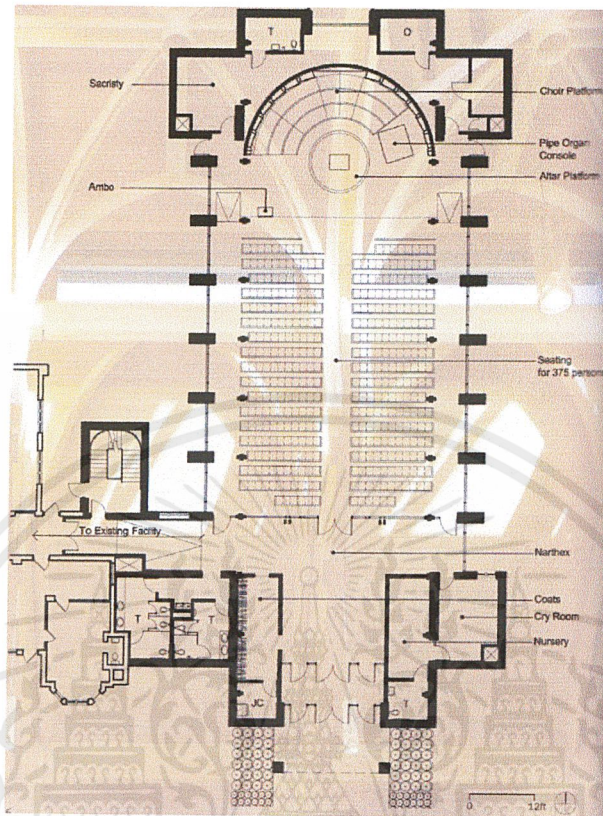 T
O
Sacristy
Choir Platform
Pipe Organ
Console
Altar Platform
Ambo
Seating
for 375 person
To Existing Facility
Narthex
T
T
Coats
Cry Room
Nursery
JC
T
0 12ft